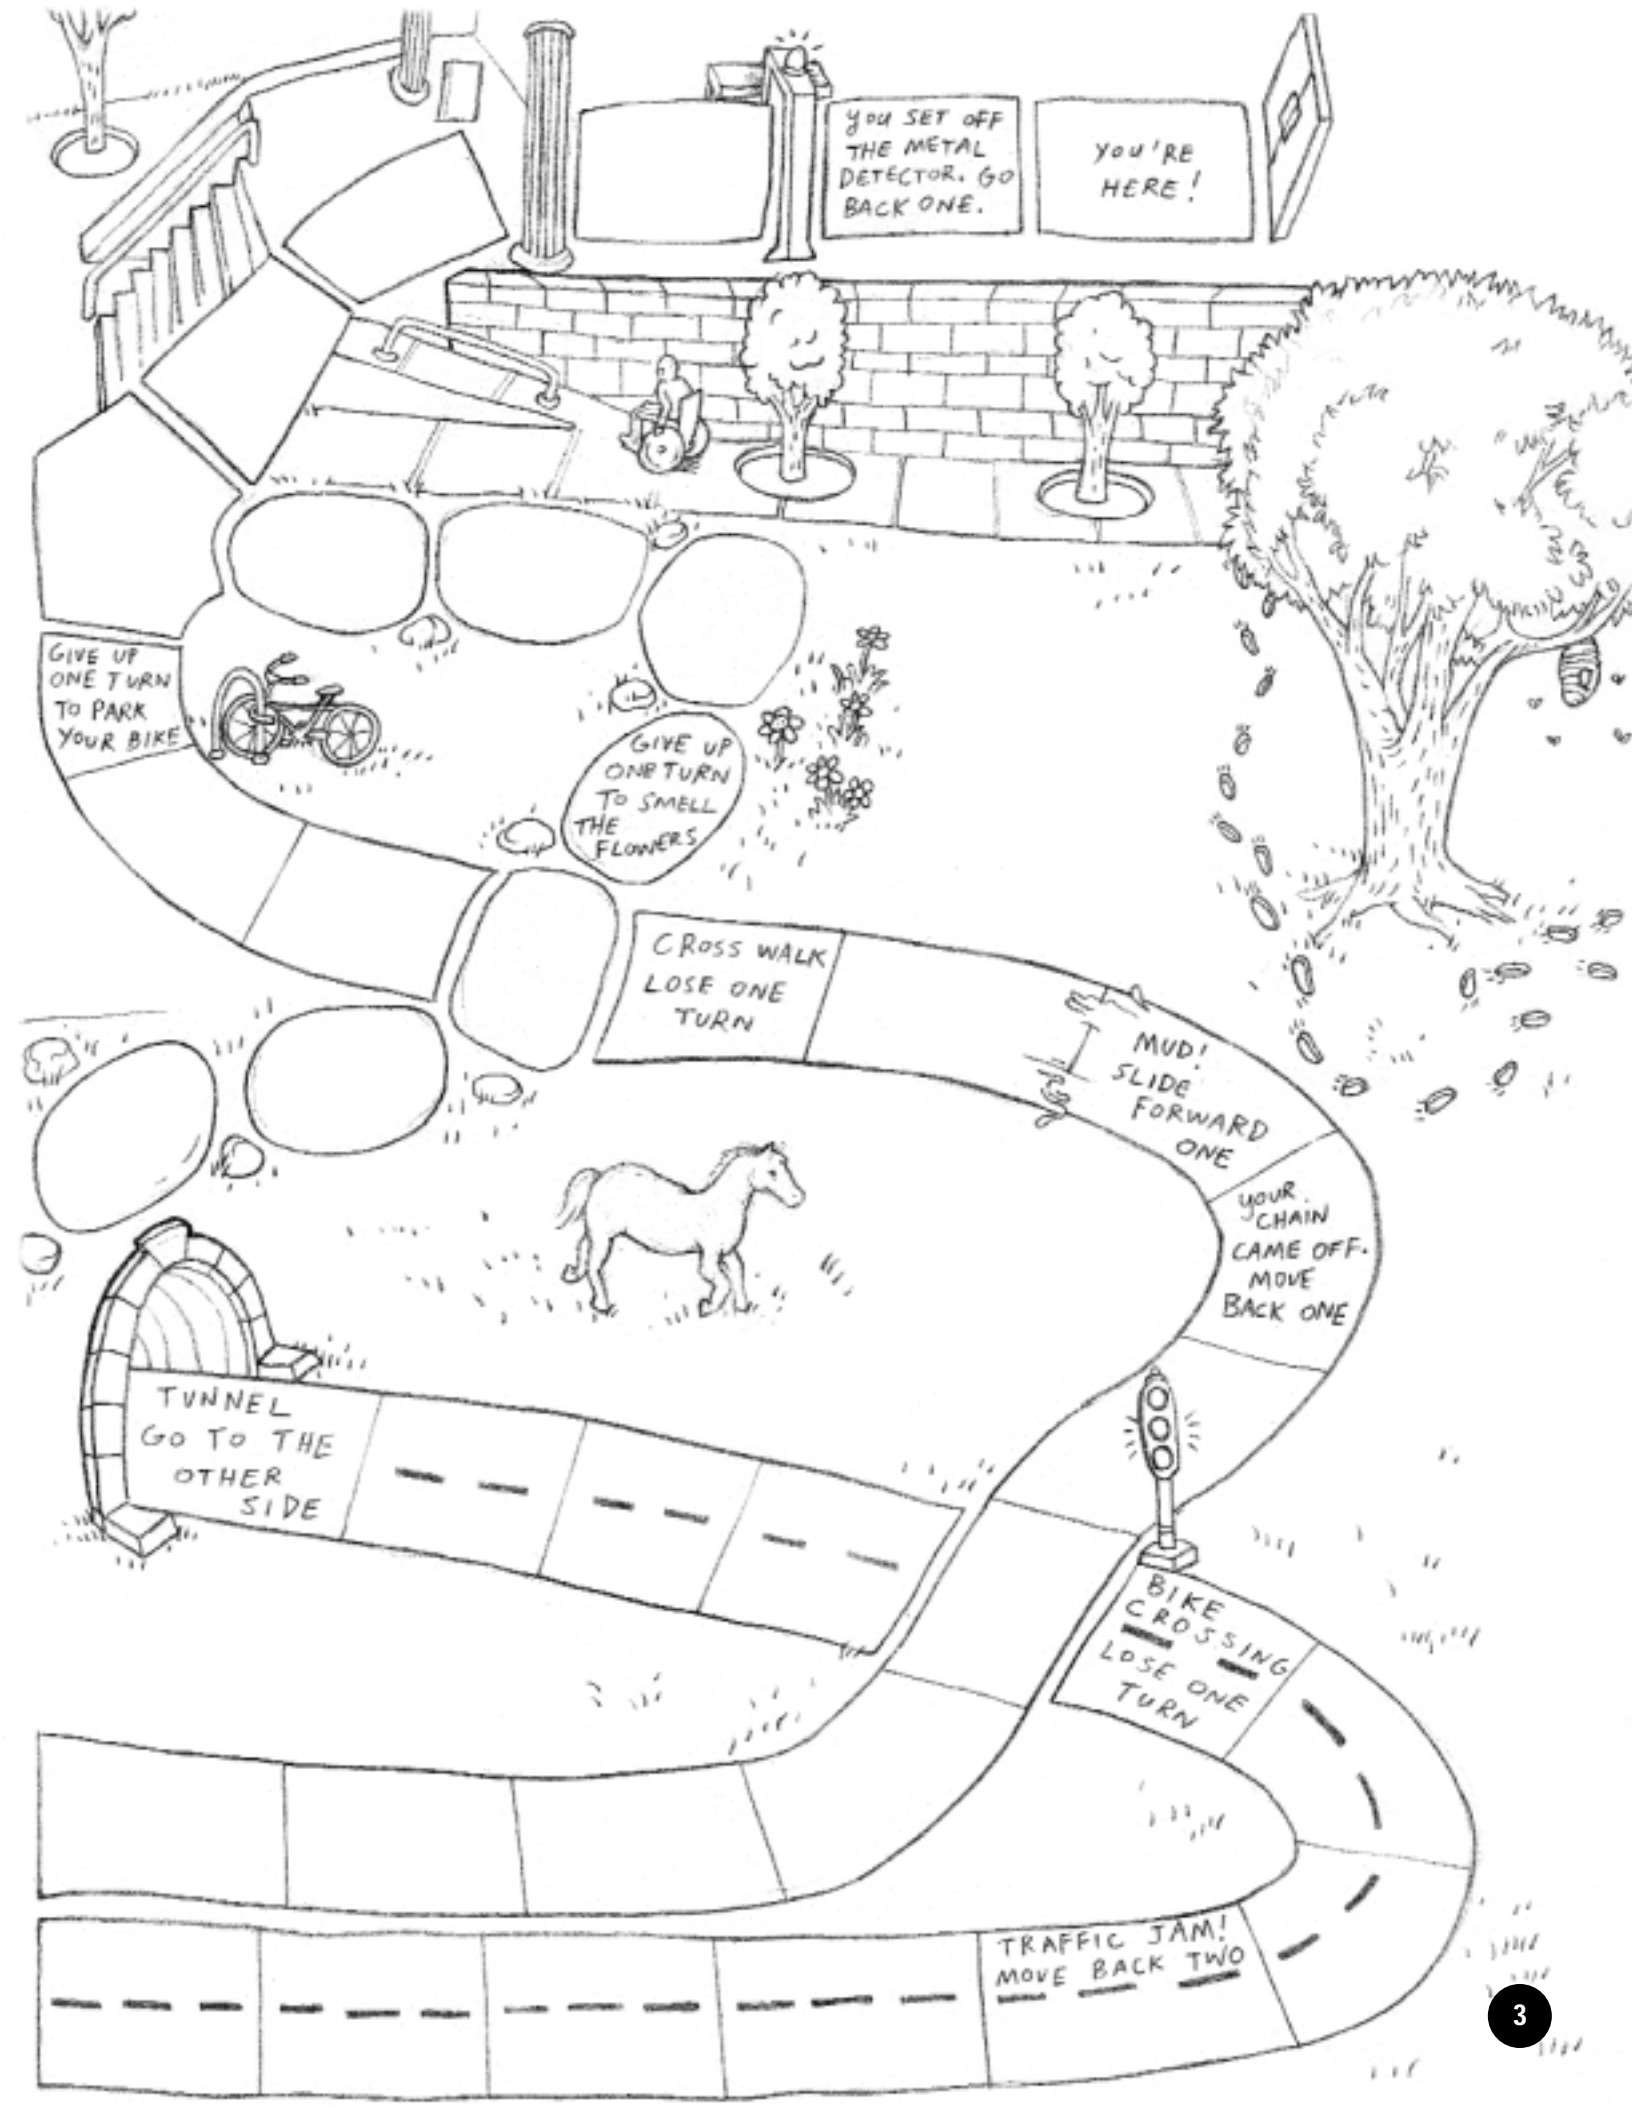 YOU SET OFF
THE METAL
DETECTOR. GO
BACK ONE.
YOU'RE
HERE!
GIVE UP
ONE TURN
TO PARK
YOUR BIKE
GIVE UP
ONE TURN
TO SMELL
THE
FLOWERS
CROSS WALK
LOSE ONE
TURN
MUD!
SLIDE
FORWARD
ONE
YOUR
CHAIN
CAME OFF.
MOVE
BACK ONE
TUNNEL
GO TO THE
OTHER
SIDE
BIKE
CROSSING
LOSE ONE
TURN
TRAFFIC JAM!
MOVE BACK TWO
3